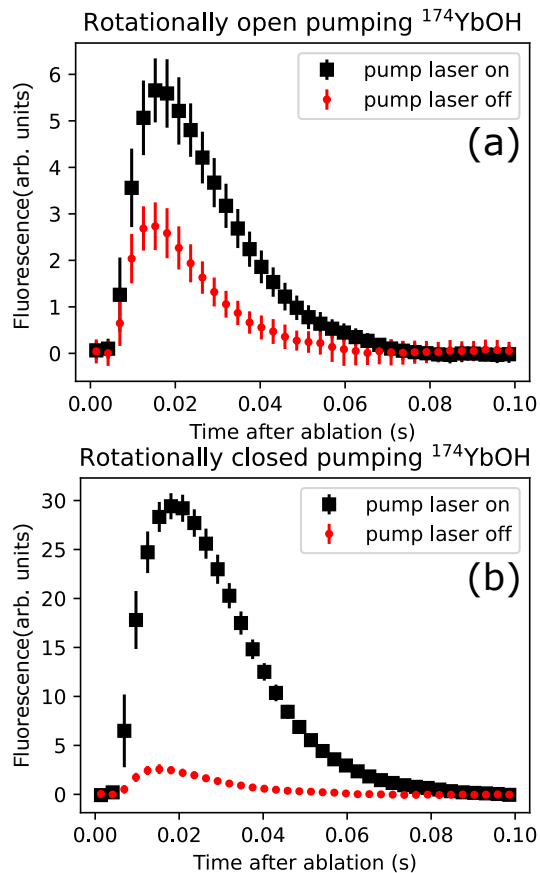 Rotationally open pumping ¹⁷⁴YbOH
Fluorescence(arb. units)
6
5
4
3
2
1
0
pump laser on
pump laser off
(a)
0.00 0.02 0.04 0.06 0.08 0.10
Time after ablation (s)
Rotationally closed pumping ¹⁷⁴YbOH
Fluorescence(arb. units)
30
25
20
15
10
5
0
pump laser on
pump laser off
(b)
0.00 0.02 0.04 0.06 0.08 0.10
Time after ablation (s)